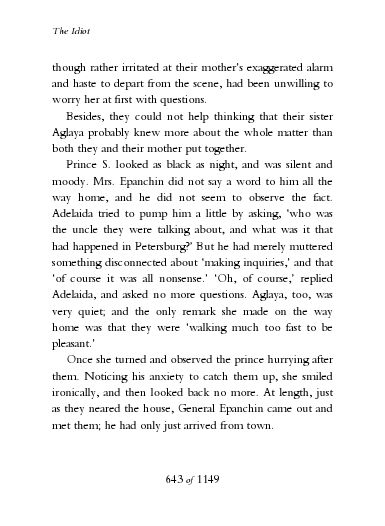 The Idiot
though rather irritated at their mother's exaggerated alarm
and haste to depart from the scene, had been unwilling to
worry her at first with questions.
Besides, they could not help thinking that their sister
Aglaya probably knew more about the whole matter than
both they and their mother put together.
Prince S. looked as black as night, and was silent and
moody. Mrs. Epanchin did not say a word to him all the
way home, and he did not seem to observe the fact.
Adelaida tried to pump him a little by asking, 'who was
the uncle they were talking about, and what was it that
had happened in Petersburg?' But he had merely muttered
something disconnected about 'making inquiries,' and that
'of course it was all nonsense.' 'Oh, of course,' replied
Adelaida, and asked no more questions. Aglaya, too, was
very quiet; and the only remark she made on the way
home was that they were 'walking much too fast to be
pleasant.'
Once she turned and observed the prince hurrying after
them. Noticing his anxiety to catch them up, she smiled
ironically, and then looked back no more. At length, just
as they neared the house, General Epanchin came out and
met them; he had only just arrived from town.
643 of 1149